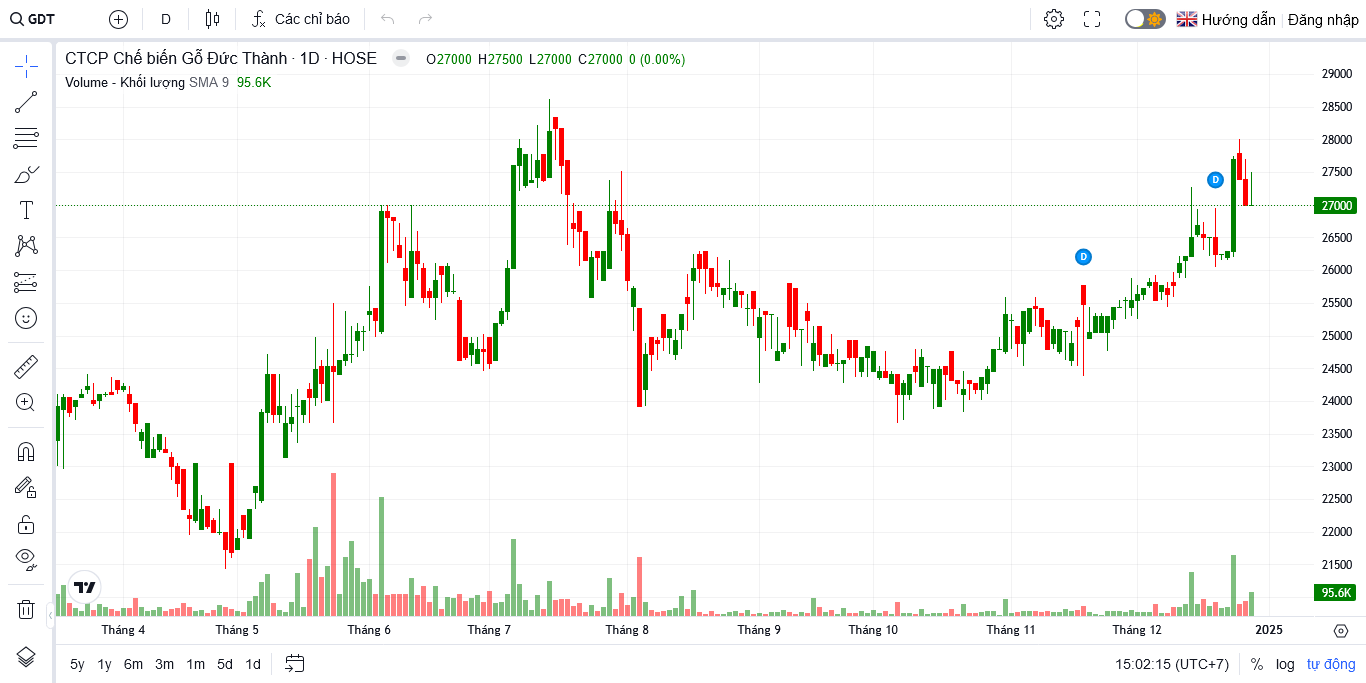 GDT D Các chỉ báo Hướng dẫn Đăng nhập
CTCP Chế biến Gỗ Đức Thành · 1D · HOSE O27000 H27500 L27000 C27000 0 (0.00%)
Volume - Khối lượng SMA 9 95.6K
29000
28500
28000
27500
27000
26500
26000
25500
25000
24500
24000
23500
23000
22500
22000
21500
95.6K
D
D
Tháng 4 Tháng 5 Tháng 6 Tháng 7 Tháng 8 Tháng 9 Tháng 10 Tháng 11 Tháng 12 2025
5y 1y 6m 3m 1m 5d 1d 15:02:15 (UTC+7) % log tự động